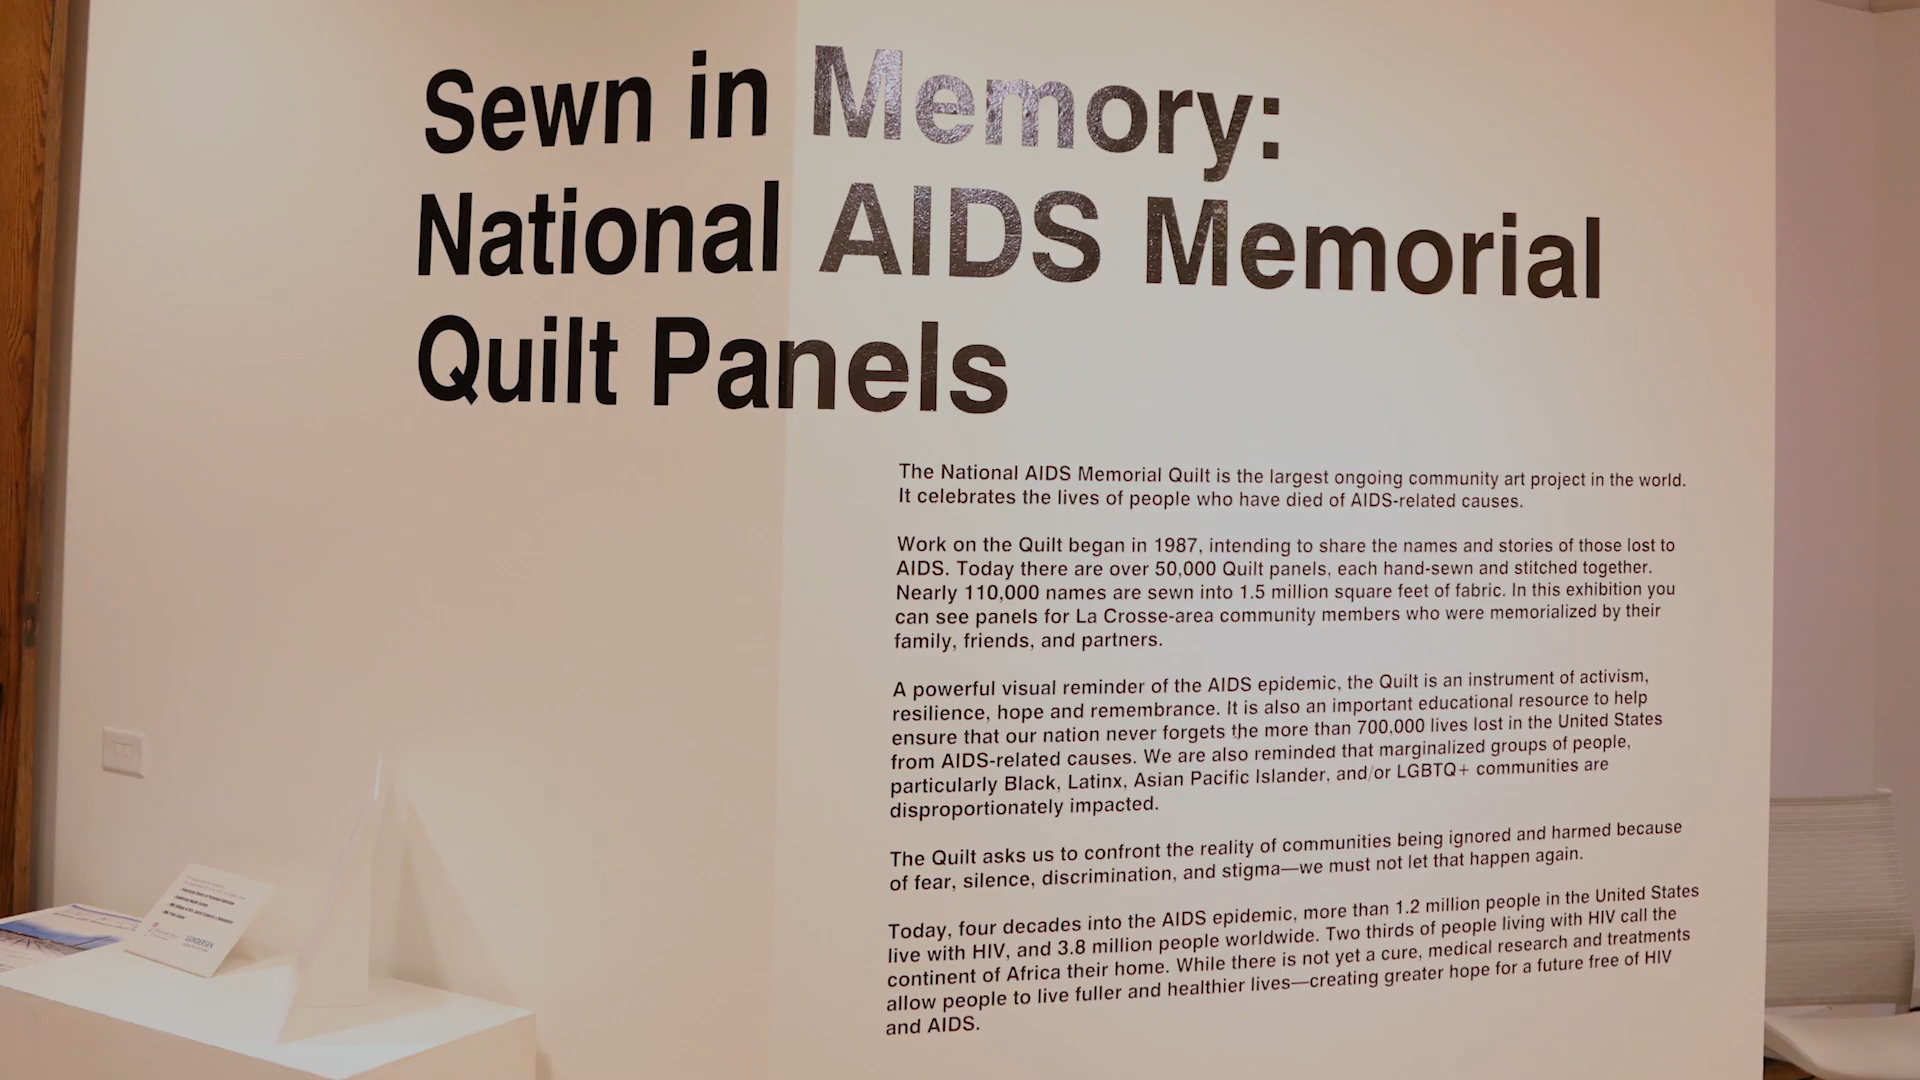 Sewn in Memory:
National AIDS Memorial
Quilt Panels
The National AIDS Memorial Quilt is the largest ongoing community art project in the world.
It celebrates the lives of people who have died of AIDS-related causes.
Work on the Quilt began in 1987, intending to share the names and stories of those lost to
AIDS. Today there are over 50,000 Quilt panels, each hand-sewn and stitched together.
Nearly 110,000 names are sewn into 1.5 million square feet of fabric. In this exhibition you
can see panels for La Crosse-area community members who were memorialized by their
family, friends, and partners.
A powerful visual reminder of the AIDS epidemic, the Quilt is an instrument of activism,
resilience, hope and remembrance. It is also an important educational resource to help
ensure that our nation never forgets the more than 700,000 lives lost in the United States
from AIDS-related causes. We are also reminded that marginalized groups of people,
particularly Black, Latinx, Asian Pacific Islander, and/or LGBTQ+ communities are
disproportionately impacted.
The Quilt asks us to confront the reality of communities being ignored and harmed because
of fear, silence, discrimination, and stigma—we must not let that happen again.
Today, four decades into the AIDS epidemic, more than 1.2 million people in the United States
live with HIV, and 3.8 million people worldwide. Two thirds of people living with HIV call the
continent of Africa their home. While there is not yet a cure, medical research and treatments
allow people to live fuller and healthier lives—creating greater hope for a future free of HIV
and AIDS.
GUNDERSEN